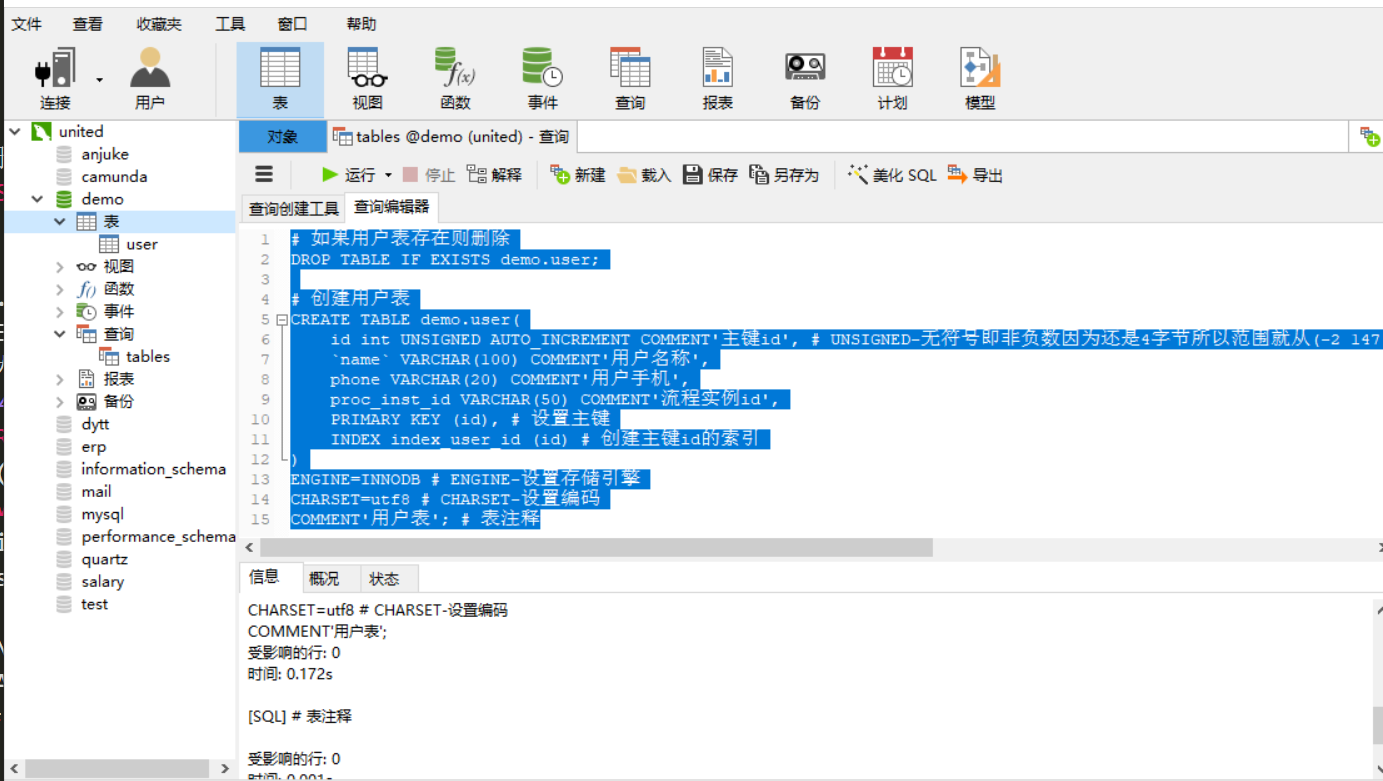 文件 查看 收藏夹 工具 窗口 帮助
连接 用户 表 视图 函数 事件 查询 报表 备份 计划 模型
united
anjuke
camunda
demo
表
user
视图
函数
事件
查询
tables
报表
备份
dytt
erp
information_schema
mail
mysql
performance_schema
quartz
salary
test
对象 tables @demo (united) - 查询
运行 停止 解释 新建 载入 保存 另存为 美化 SQL 导出
查询创建工具 查询编辑器
1 # 如果用户表存在则删除
2 DROP TABLE IF EXISTS demo.user;
3
4 # 创建用户表
5 CREATE TABLE demo.user(
6 id int UNSIGNED AUTO_INCREMENT COMMENT'主键id', # UNSIGNED-无符号即非负数因为还是4字节所以范围就从(-2 147
7 `name` VARCHAR(100) COMMENT'用户名称',
8 phone VARCHAR(20) COMMENT'用户手机',
9 proc_inst_id VARCHAR(50) COMMENT'流程实例id',
10 PRIMARY KEY (id), # 设置主键
11 INDEX index_user_id (id) # 创建主键id的索引
12 )
13 ENGINE=INNODB # ENGINE-设置存储引擎
14 CHARSET=utf8 # CHARSET-设置编码
15 COMMENT'用户表'; # 表注释
信息 概况 状态
CHARSET=utf8 # CHARSET-设置编码
COMMENT'用户表';
受影响的行: 0
时间: 0.172s
[SQL] # 表注释
受影响的行: 0
时间: 0.001s